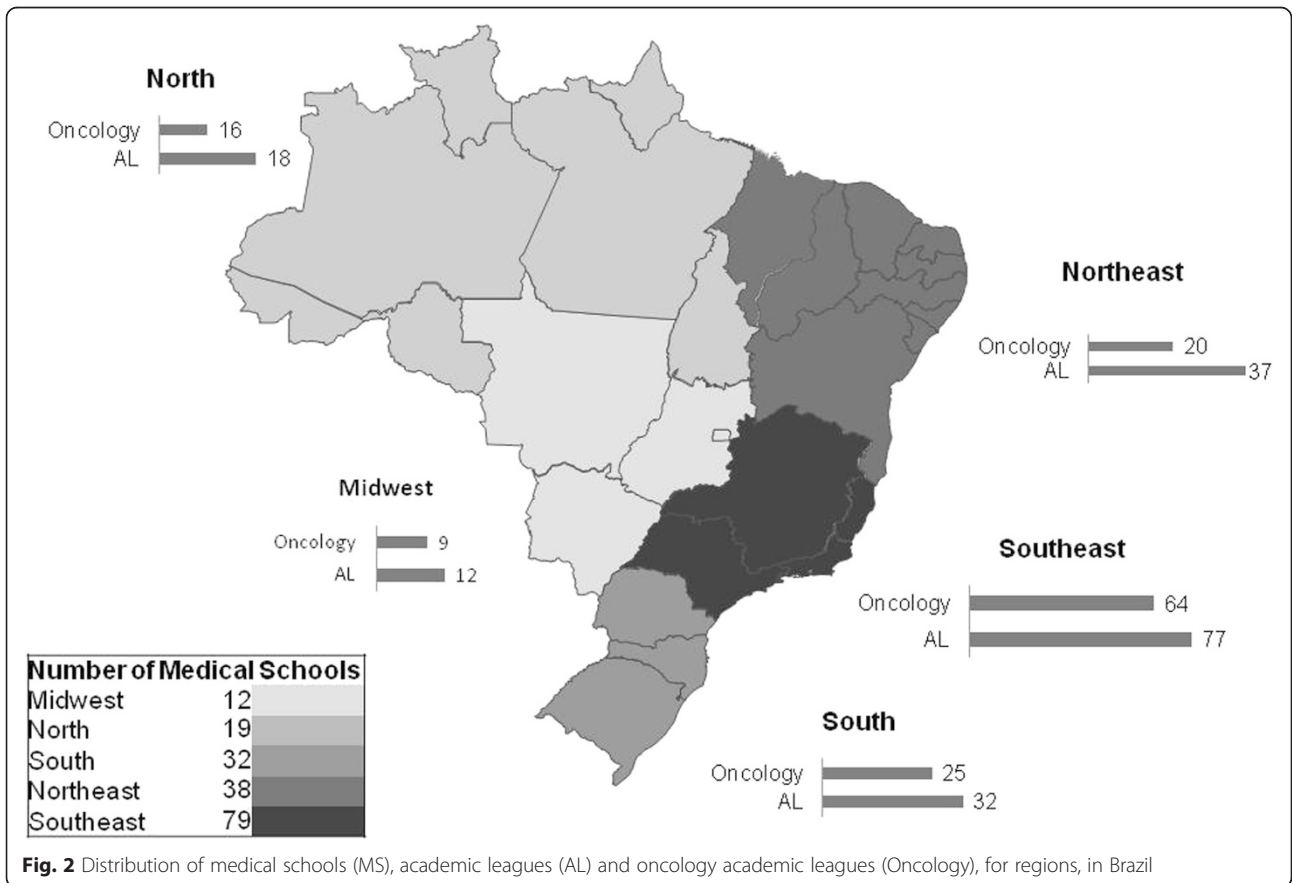 North
Oncology 16
AL 18
Northeast
Oncology 20
AL 37
Midwest
Oncology 9
AL 12
Southeast
Oncology 64
AL 77
South
Oncology 25
AL 32
Number of Medical Schools
Midwest 12
North 19
South 32
Northeast 38
Southeast 79
Fig. 2 Distribution of medical schools (MS), academic leagues (AL) and oncology academic leagues (Oncology), for regions, in Brazil